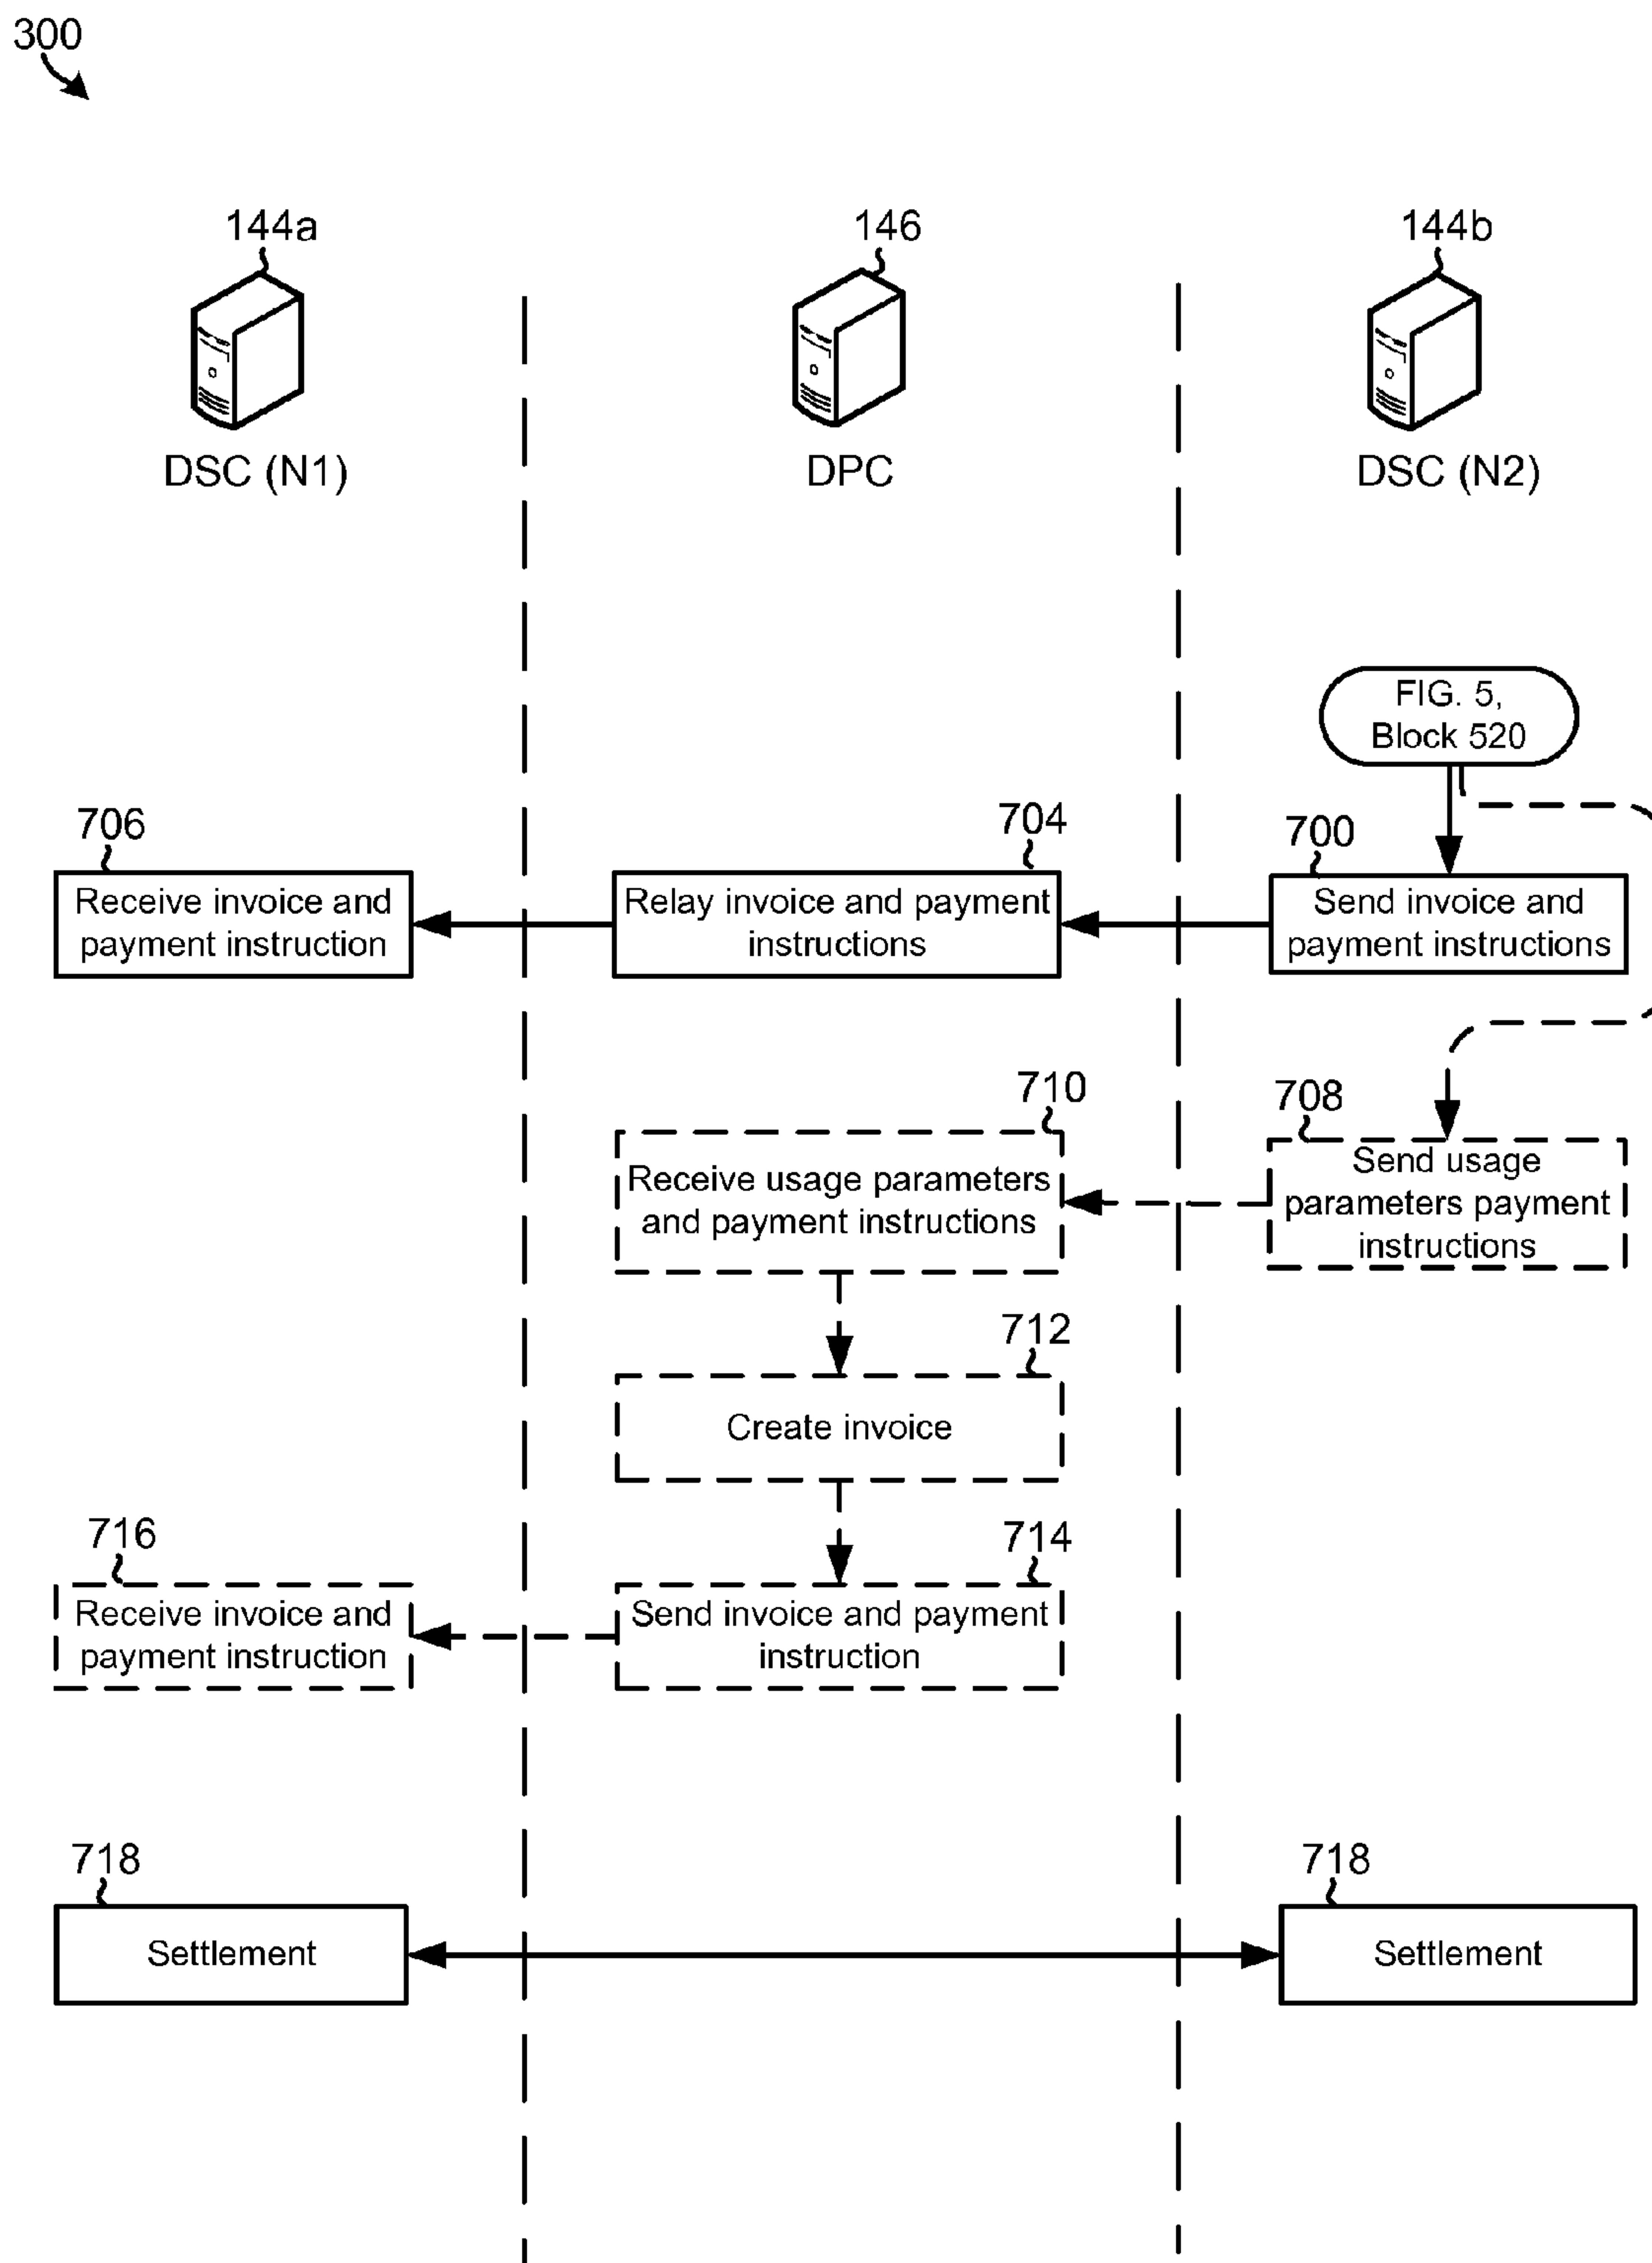 300
144a
146
144b
DSC (N1)
DPC
DSC (N2)
FIG. 5,
Block 520
706
704
700
Receive invoice and
payment instruction
Relay invoice and payment
instructions
Send invoice and
payment instructions
710
708
Receive usage parameters
and payment instructions
Send usage
parameters payment
instructions
712
Create invoice
716
714
Receive invoice and
payment instruction
Send invoice and payment
instruction
718
718
Settlement
Settlement